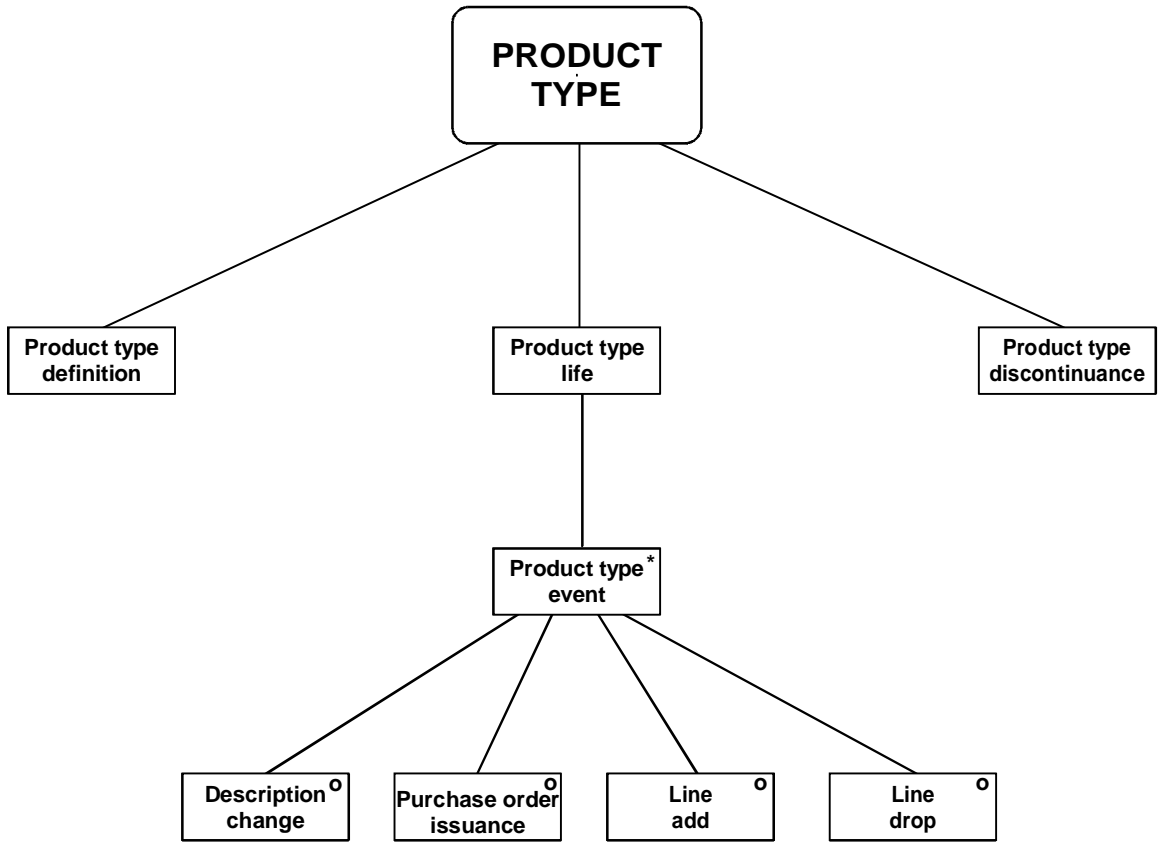 PRODUCT
TYPE
Product type
definition
Product type
life
Product type
discontinuance
Product type *
event
Description o
change
Purchase order o
issuance
Line o
add
Line o
drop